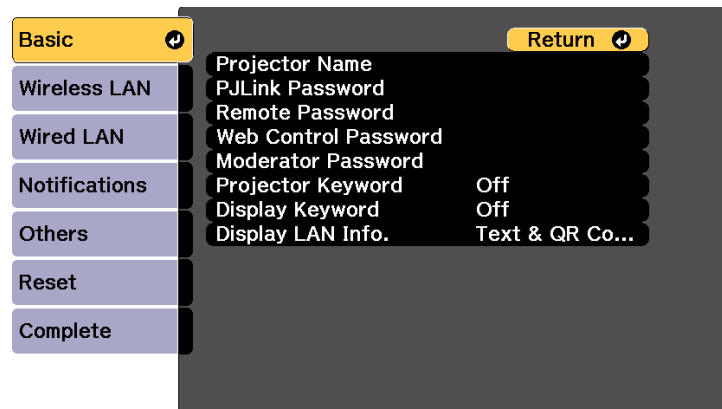 Basic
Wireless LAN
Wired LAN
Notifications
Others
Reset
Complete
Return
Projector Name
PJLink Password
Remote Password
Web Control Password
Moderator Password
Projector Keyword Off
Display Keyword Off
Display LAN Info. Text & QR Co...